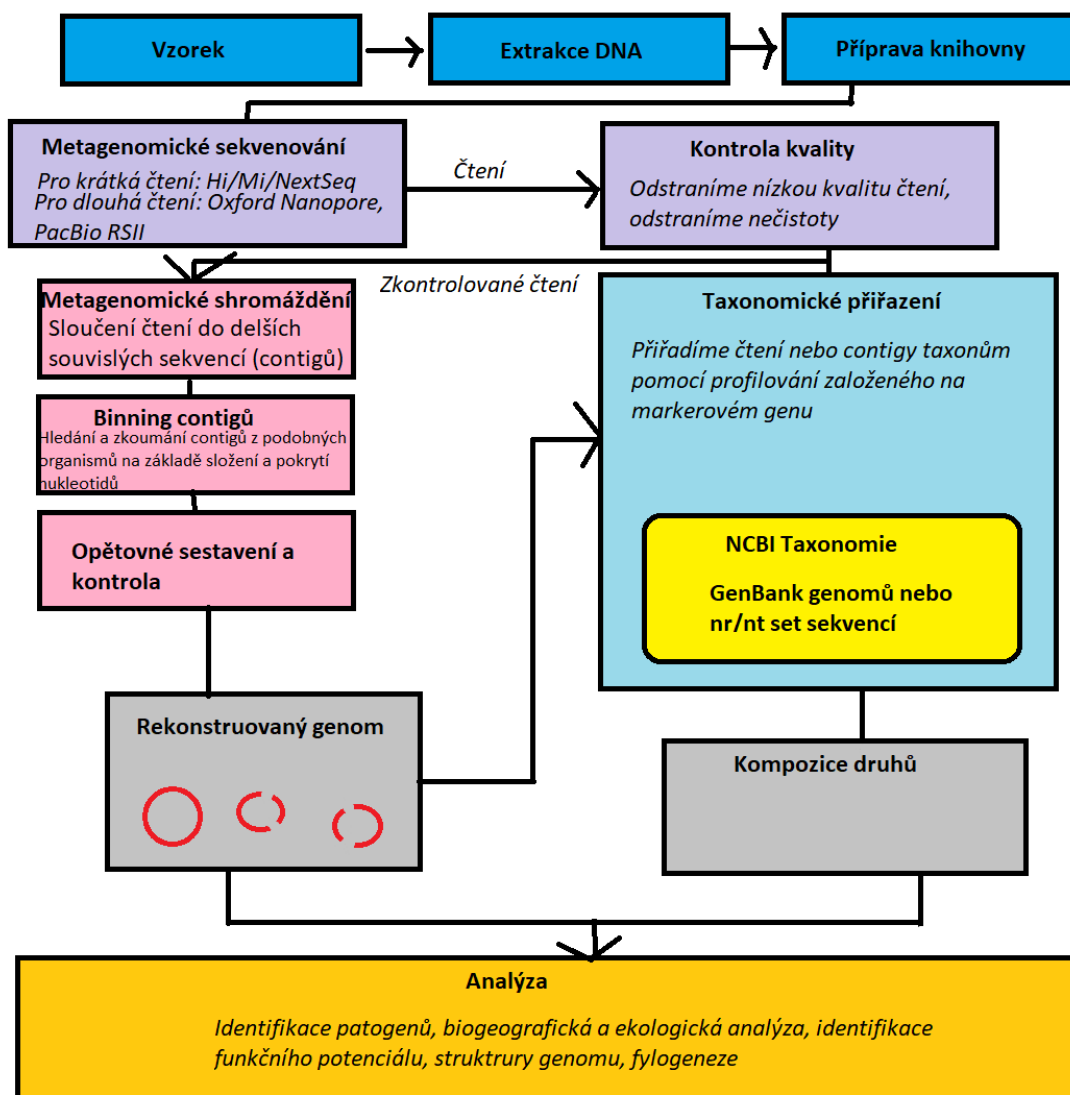 Vzorek
Extrakce DNA
Příprava knihovny
Metagenomické sekvenování
Pro krátká čtení: Hi/Mi/NextSeq
Pro dlouhá čtení: Oxford Nanopore,
PacBio RSII
Čtení
Kontrola kvality
Odstraníme nízkou kvalitu čtení,
odstraníme nečistoty
Zkontrolované čtení
Metagenomické shromáždění
Sloučení čtení do delších
souvislých sekvencí (contigů)
Binning contigů
Hledání a zkoumání contigů z podobných
organismů na základě složení a pokrytí
nukleotidů
Opětovné sestavení a
kontrola
Rekonstruovaný genom
Taxonomické přiřazení
Přiřadíme čtení nebo contigy taxonům
pomocí profilování založeného na
markerovém genu
NCBI Taxonomie
GenBank genomů nebo
nr/nt set sekvencí
Kompozice druhů
Analýza
Identifikace patogenů, biogeografická a ekologická analýza, identifikace
funkčního potenciálu, struktrury genomu, fylogeneze